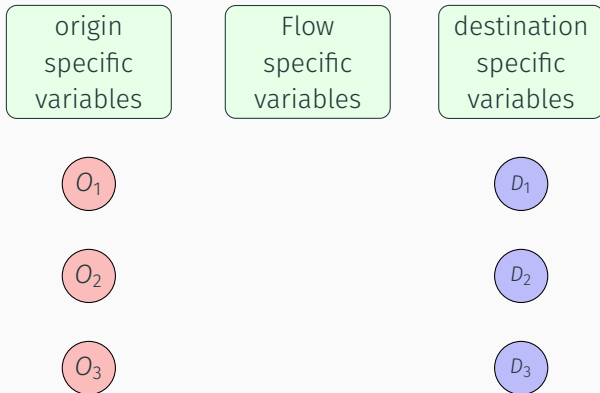 origin
specific
variables
Flow
specific
variables
destination
specific
variables
O₁
D₁
O₂
D₂
O₃
D₃